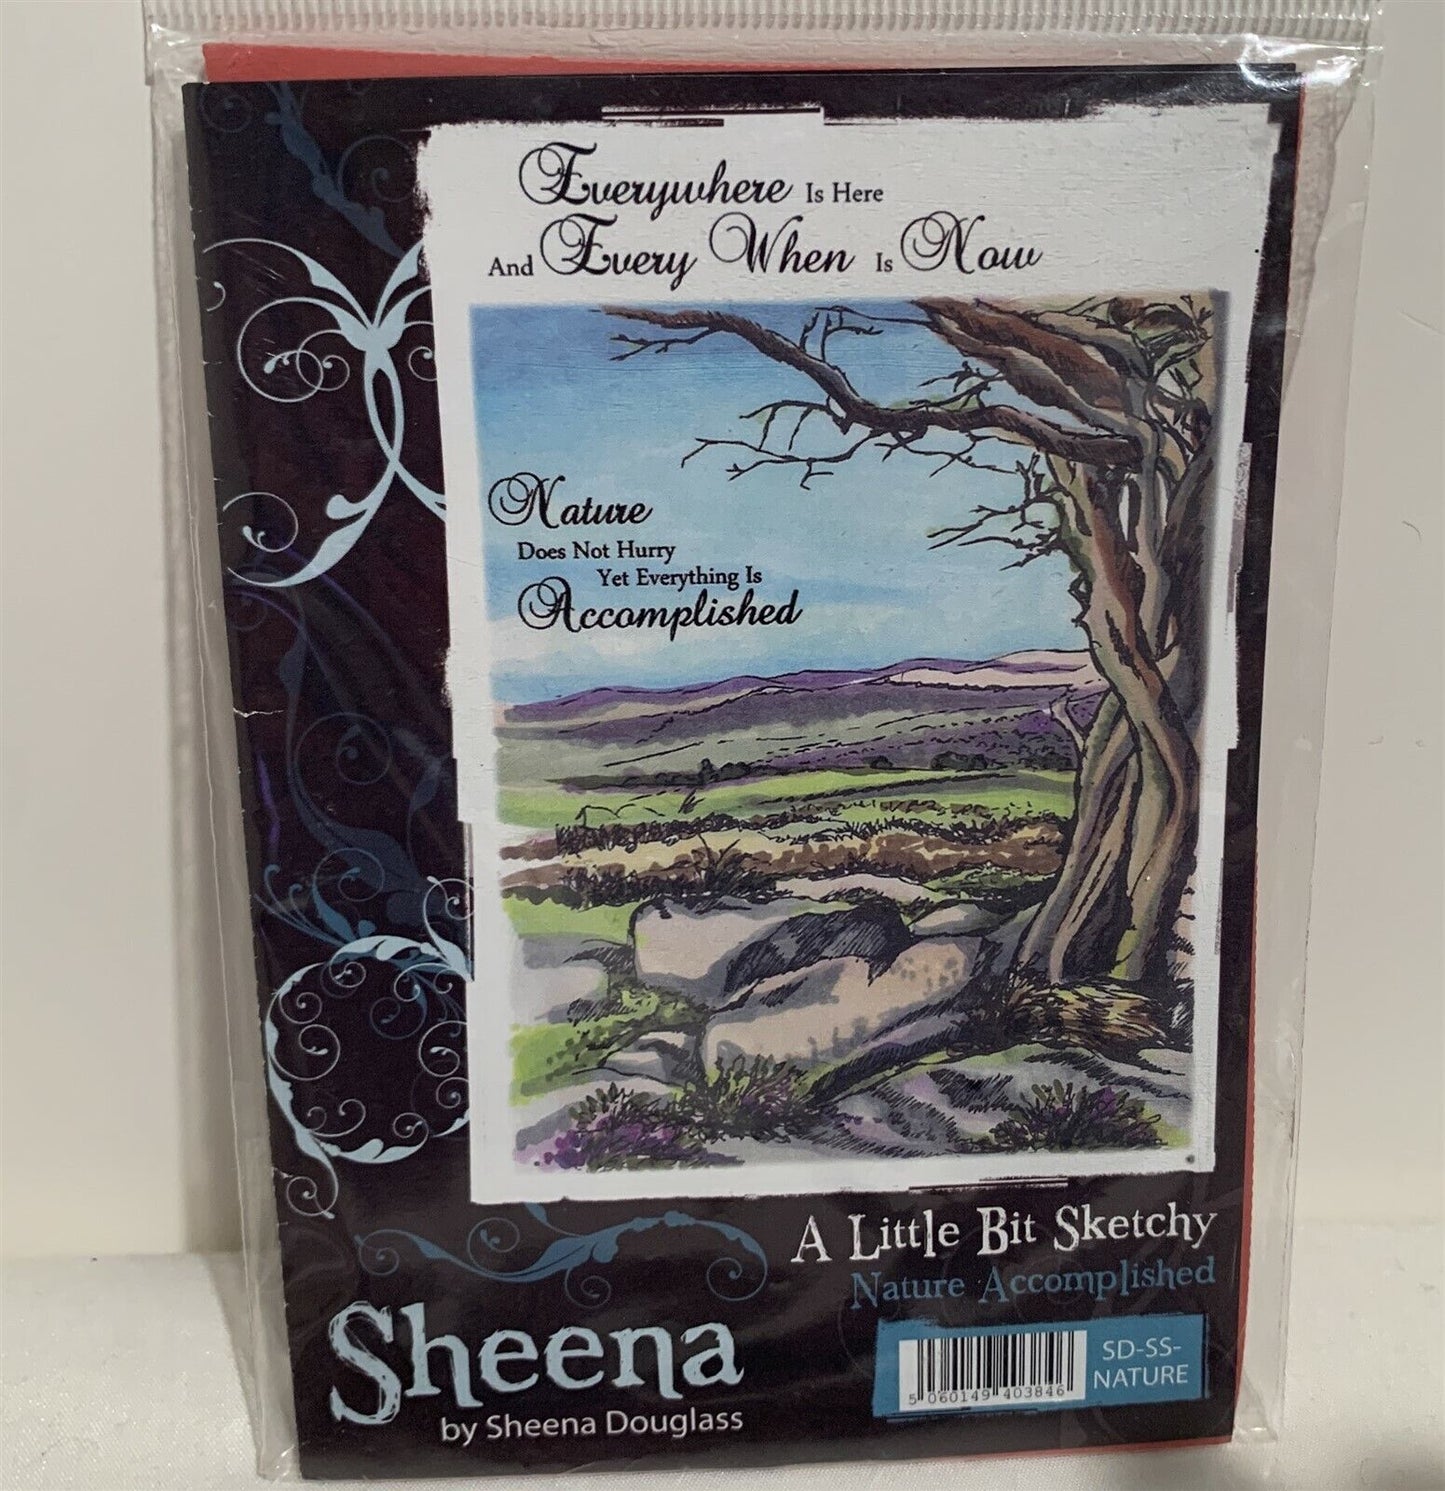 Everywhere Is Here
And Every When Is Now
Nature
Does Not Hurry
Yet Everything Is
Accomplished
A Little Bit Sketchy
Nature Accomplished
Sheena
by Sheena Douglass
SD-SS-
NATURE
5 060149 403846